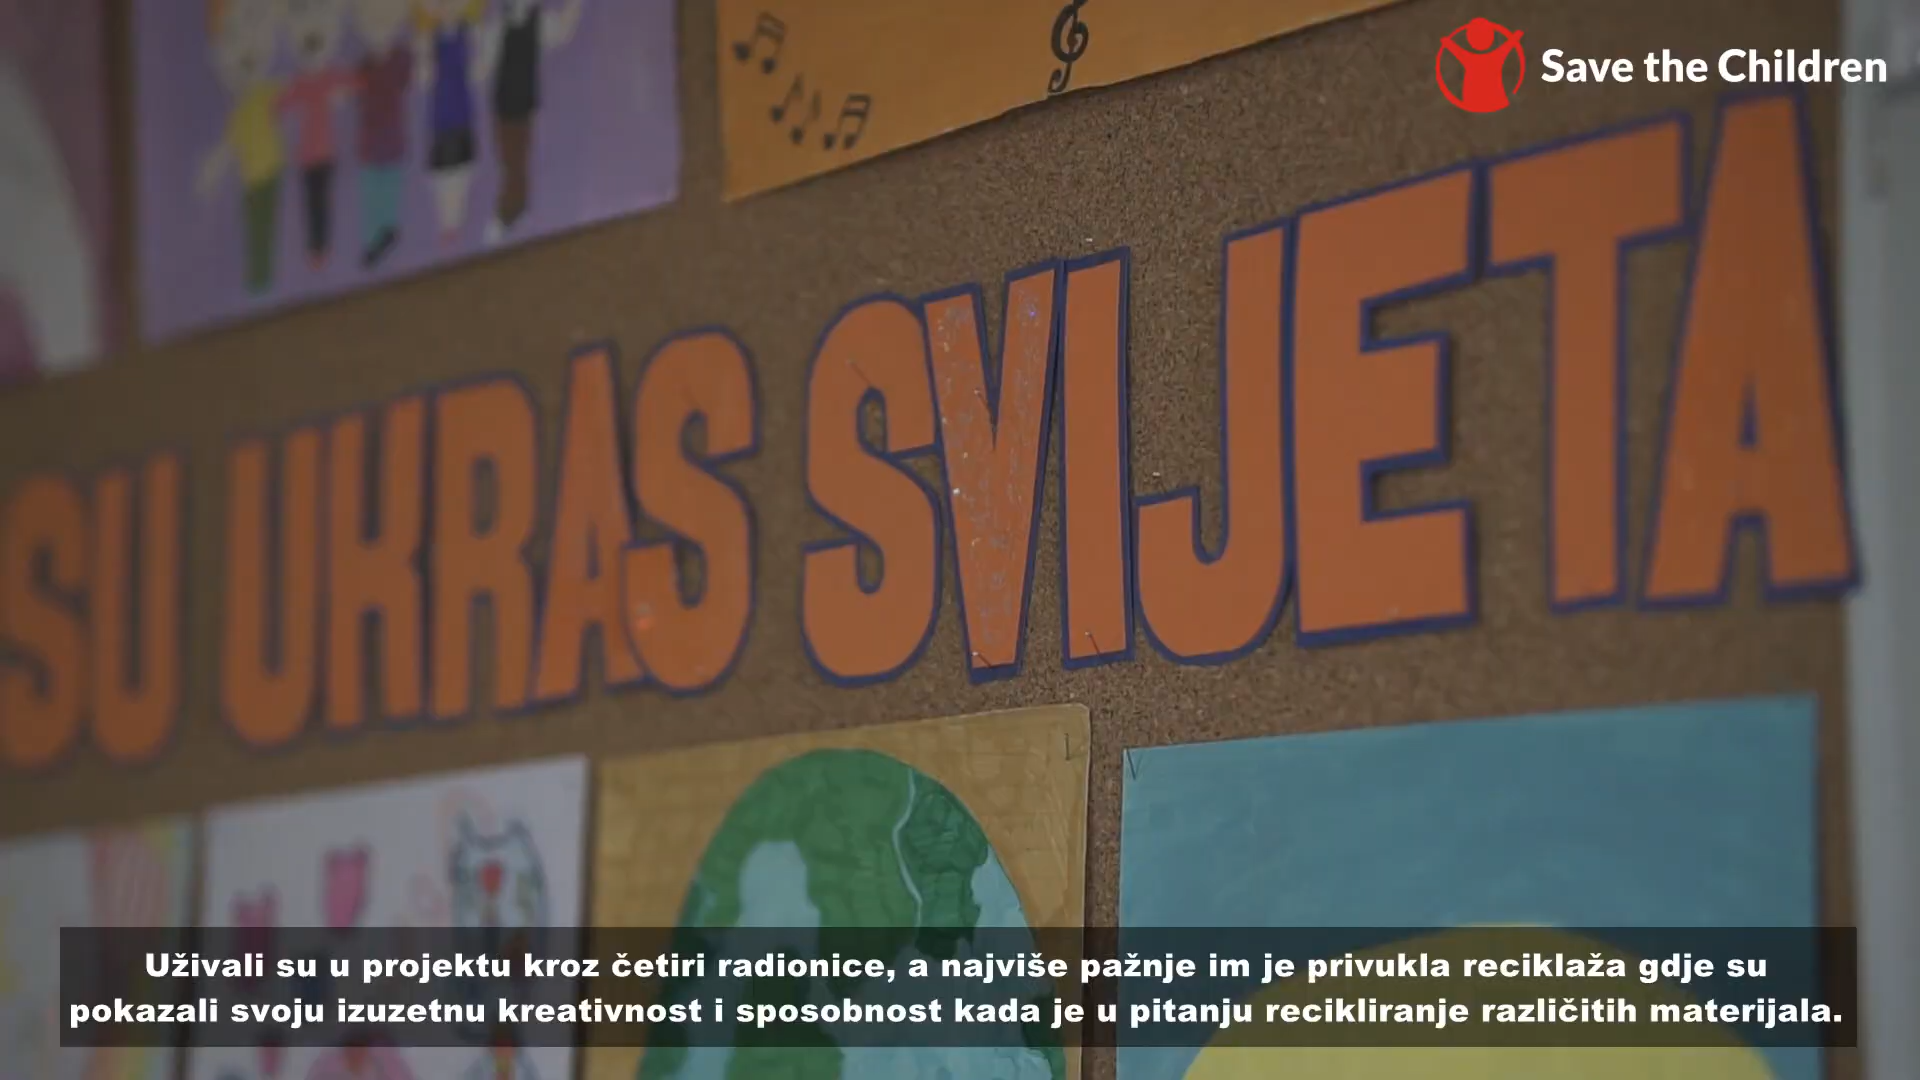 Save the Children
SU UKRAS SVIJETA
Uživali su u projektu kroz četiri radionice, a najviše pažnje im je privukla reciklaža gdje su
pokazali svoju izuzetnu kreativnost i sposobnost kada je u pitanju recikliranje različitih materijala.